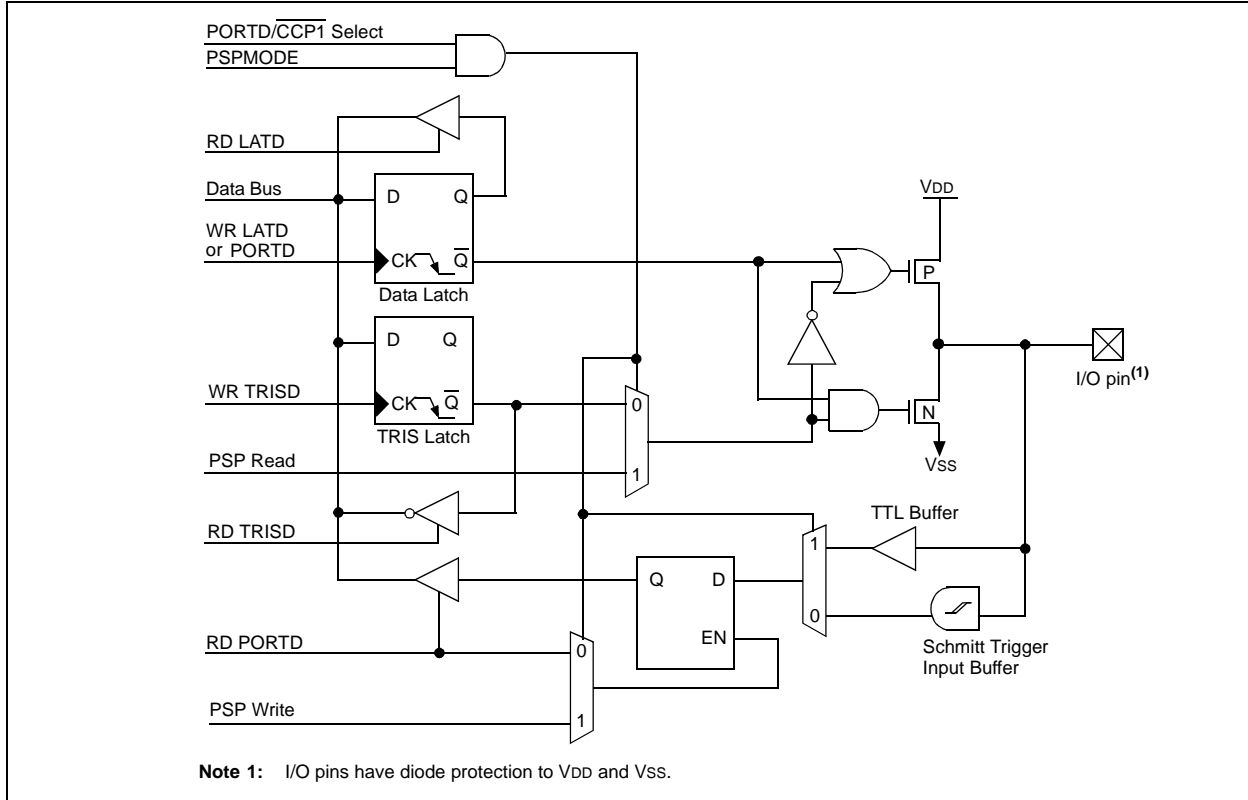 PORTD/CCP1 Select
PSPMODE
RD LATD
Data Bus
WR LATD
or PORTD
D Q
CK Q
Data Latch
D Q
WR TRISD
CK Q
TRIS Latch
PSP Read
RD TRISD
RD PORTD
PSP Write
0
1
0
1
Q D
EN
1
0
TTL Buffer
Schmitt Trigger
Input Buffer
VDD
P
N
VSS
I/O pin(1)
Note 1: I/O pins have diode protection to VDD and VSS.